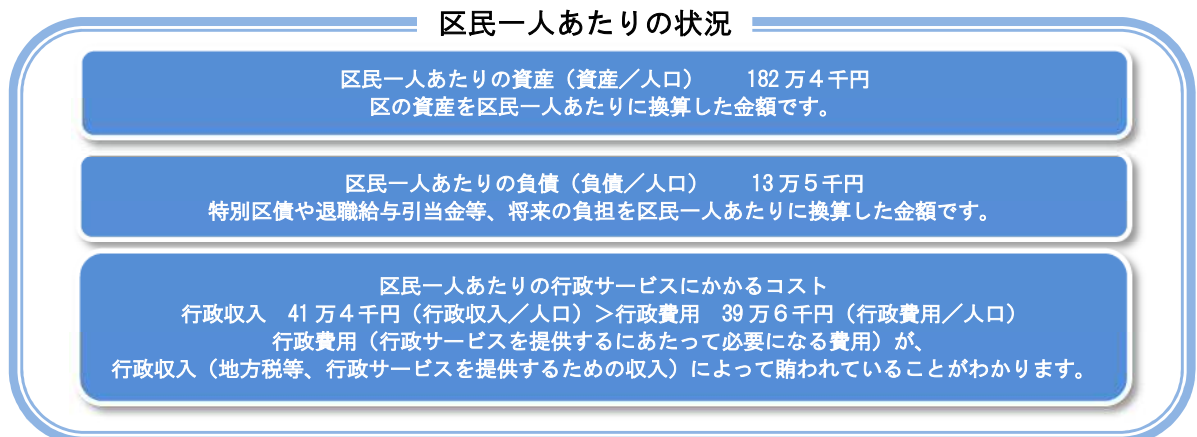 区民一人あたりの状況
区民一人あたりの資産（資産／人口）　　182 万４千円
区の資産を区民一人あたりに換算した金額です。
区民一人あたりの負債（負債／人口）　　13 万５千円
特別区債や退職給与引当金等、将来の負担を区民一人あたりに換算した金額です。
区民一人あたりの行政サービスにかかるコスト
行政収入　41 万４千円（行政収入／人口）＞行政費用　39 万６千円（行政費用／人口）
行政費用（行政サービスを提供するにあたって必要になる費用）が、
行政収入（地方税等、行政サービスを提供するための収入）によって賄われていることがわかります。